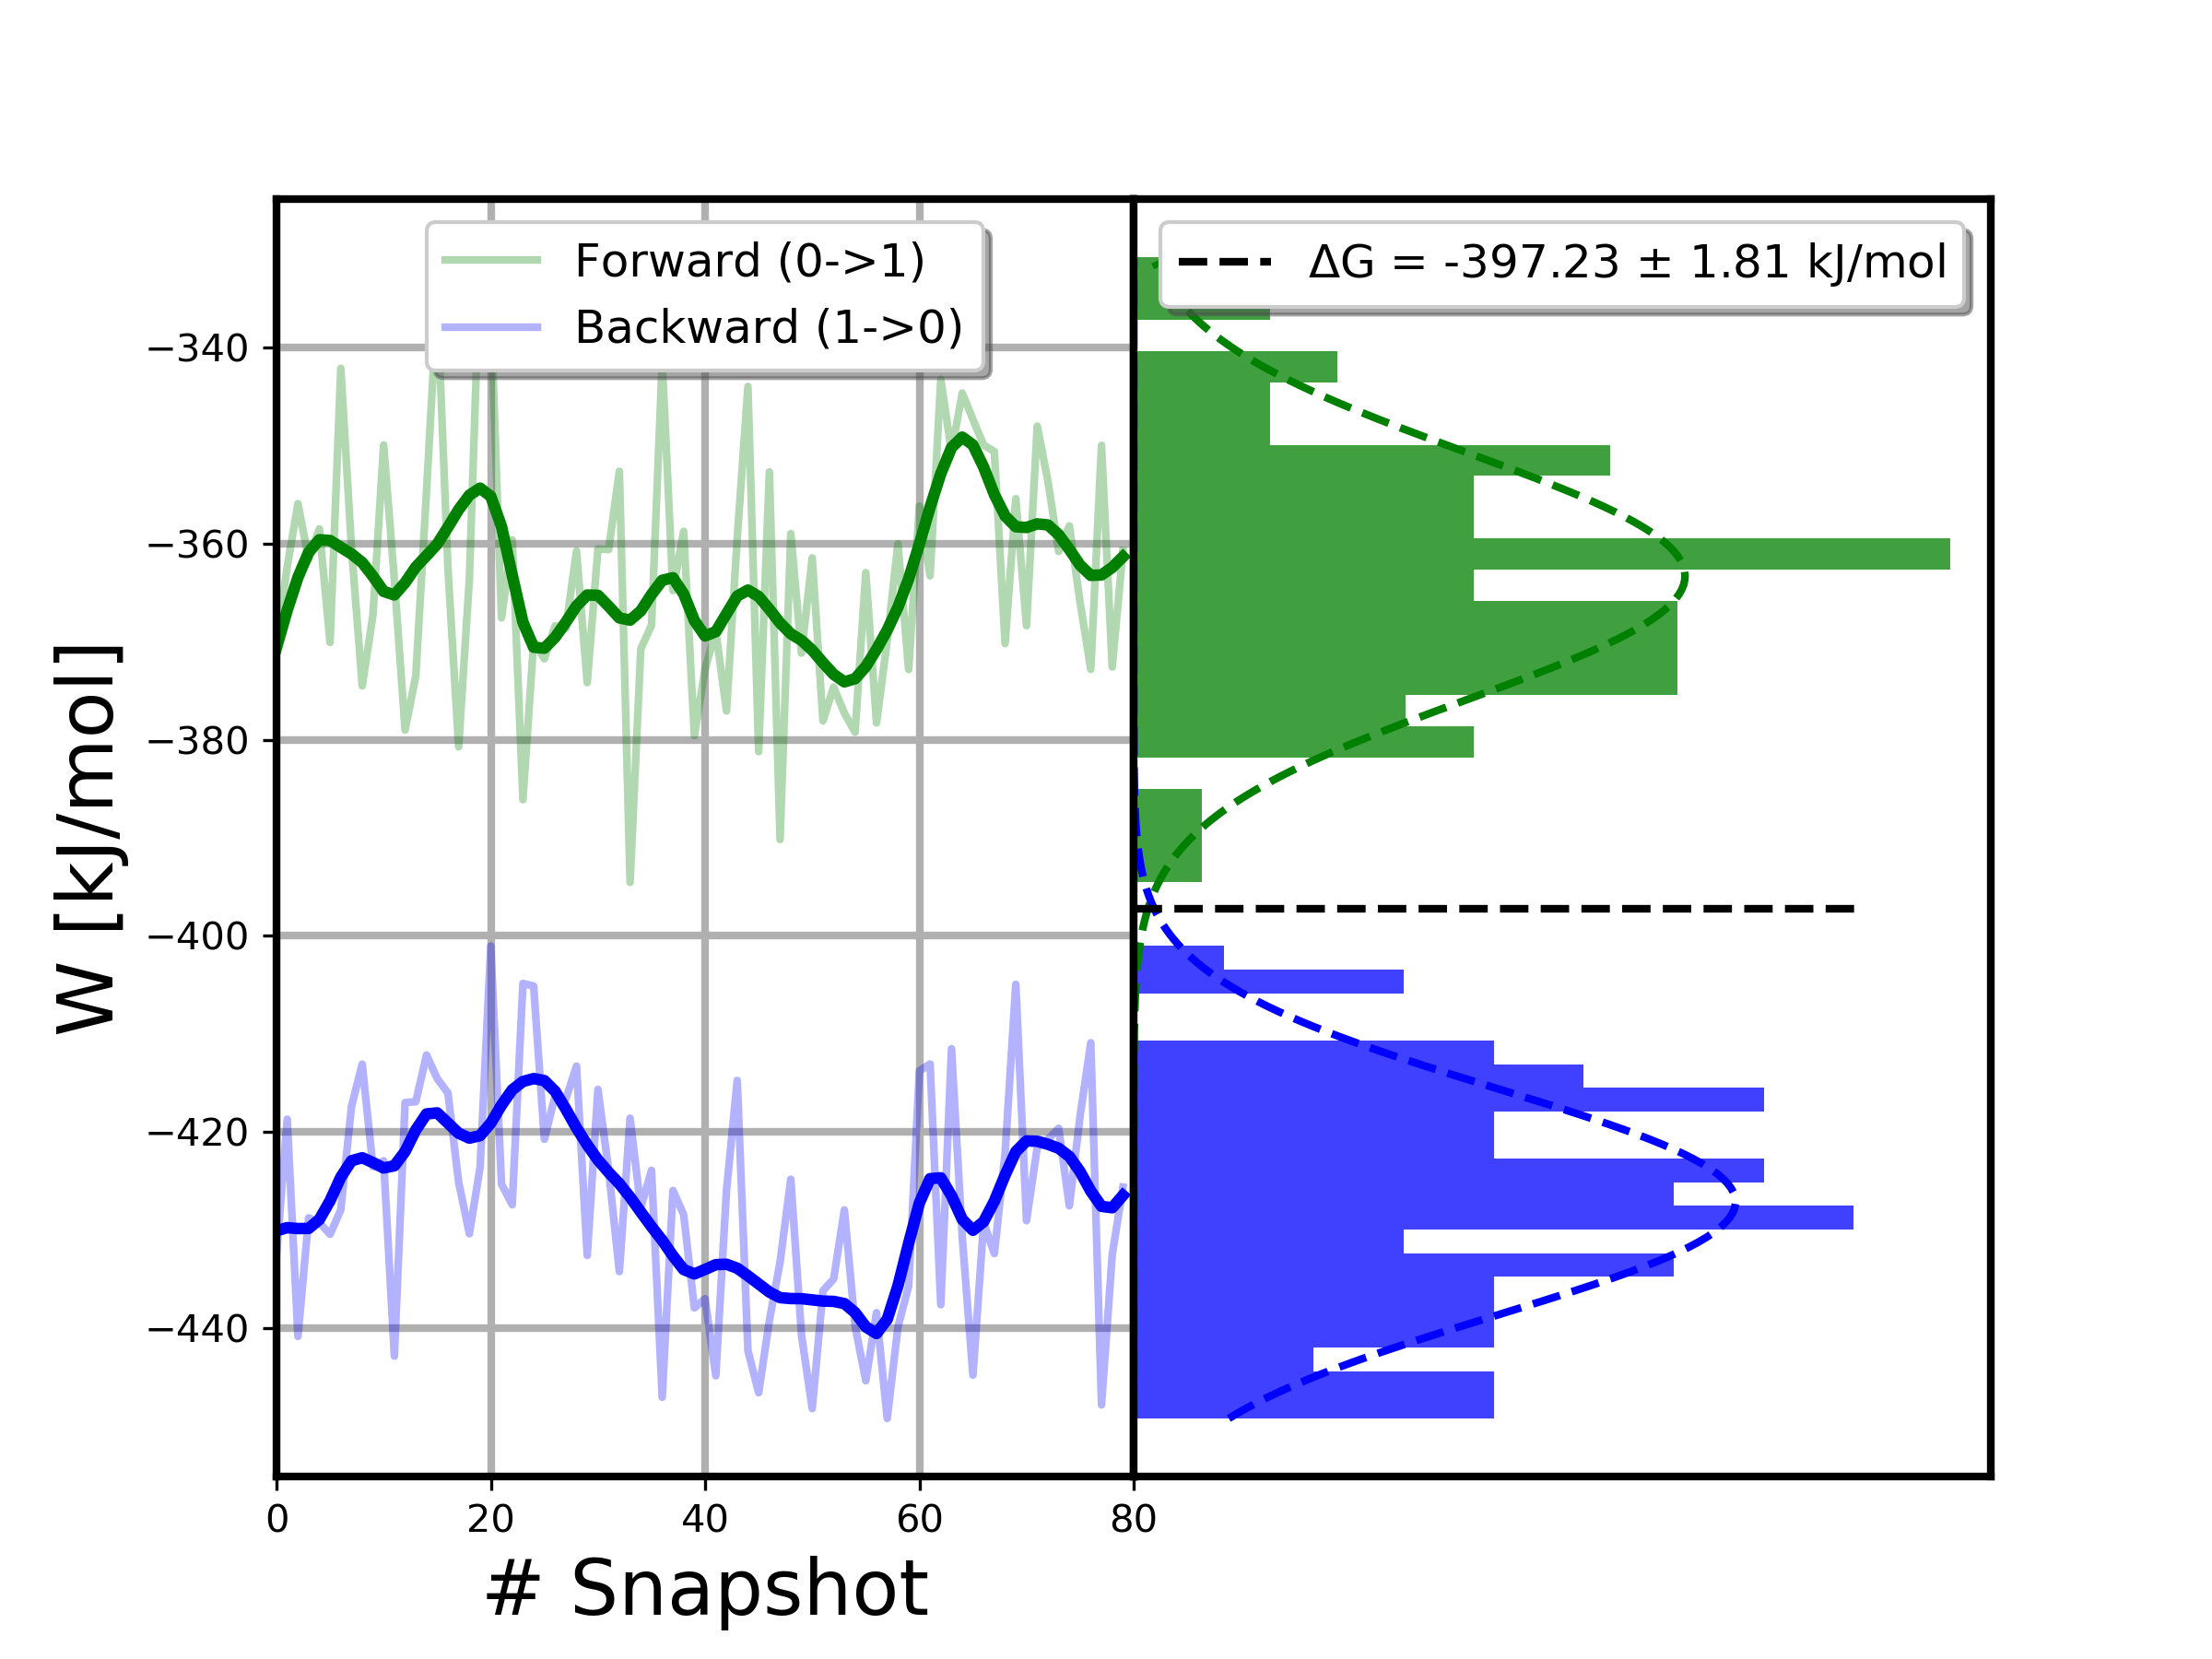 Forward (0->1)
Backward (1->0)
ΔG = -397.23 ± 1.81 kJ/mol
W [kJ/mol]
−340
−360
−380
−400
−420
−440
0 20 40 60 80
# Snapshot